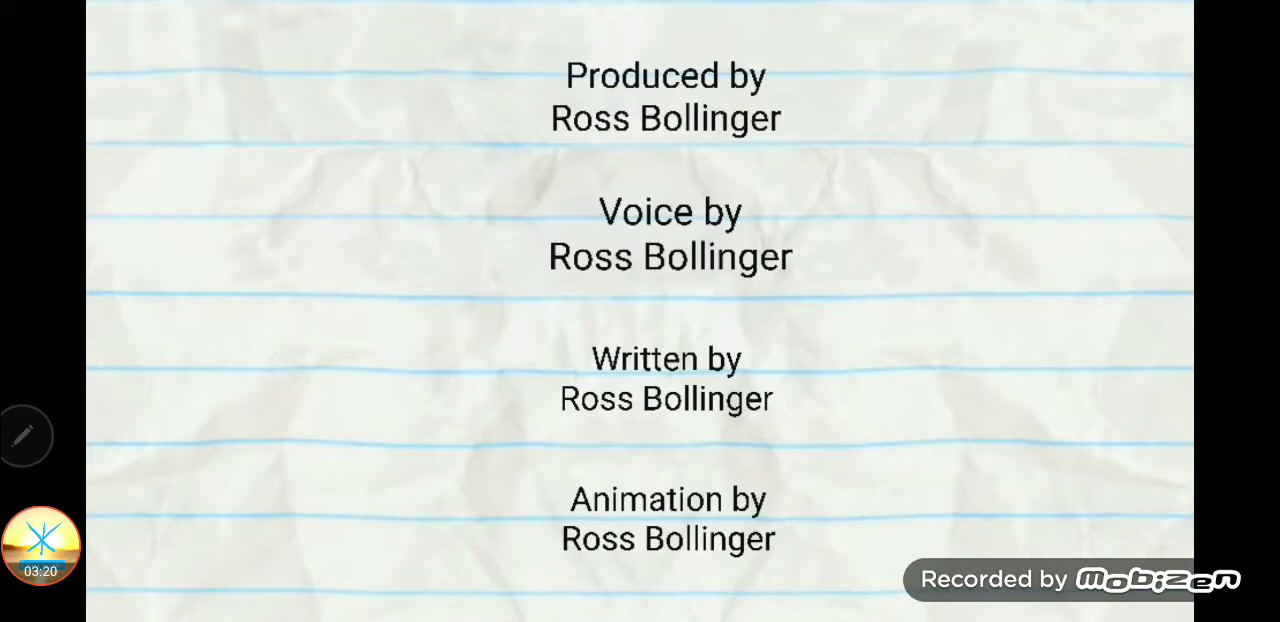 Produced by
Ross Bollinger
Voice by
Ross Bollinger
Written by
Ross Bollinger
Animation by
Ross Bollinger
03:20
Recorded by Mobizen